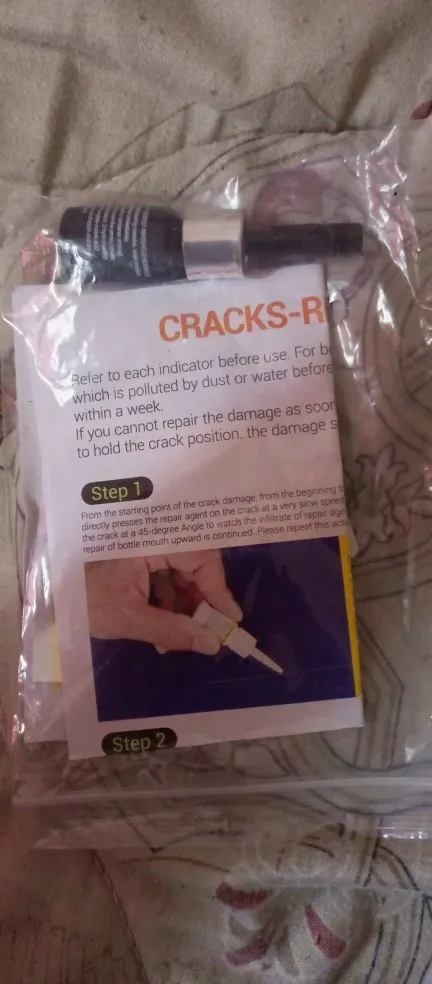 CRACKS-R
Refer to each indicator before use. For b
which is polluted by dust or water before
within a week.
If you cannot repair the damage as soon
to hold the crack position. the damage s
Step 1
From the starting point of the crack damage, from the beginning
directly presses the repair agent on the crack at a very slow speed
the crack at a 45-degree Angle to watch the infiltrate of repair age
repair of bottle mouth upward is continued .Please repeat this acti
Step 2